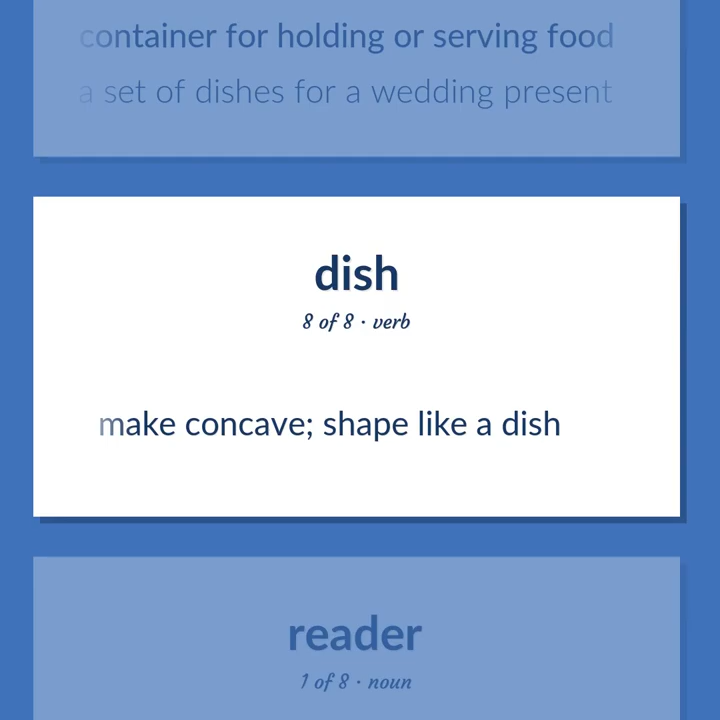 container for holding or serving food
a set of dishes for a wedding present
dish
8 of 8 · verb
make concave; shape like a dish
reader
1 of 8 · noun